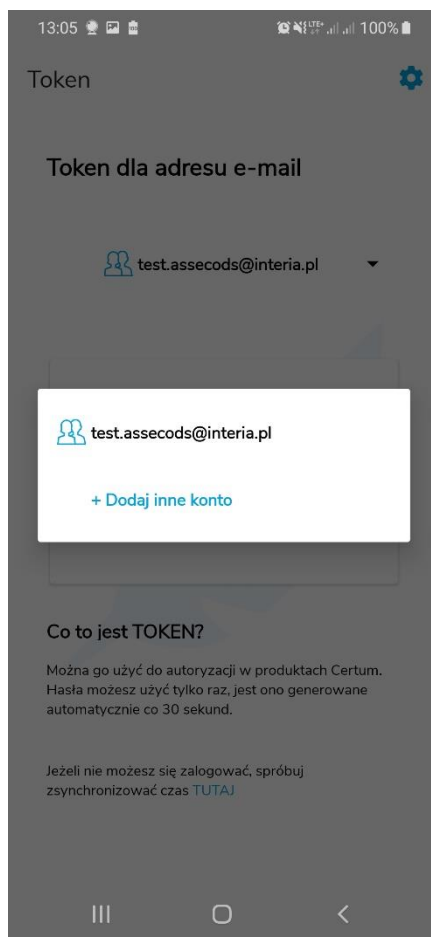 13:05 LTE+ 100%
Token
Token dla adresu e-mail
test.assecods@interia.pl
test.assecods@interia.pl
+ Dodaj inne konto
Co to jest TOKEN?
Można go użyć do autoryzacji w produktach Certum.
Hasła możesz użyć tylko raz, jest ono generowane
automatycznie co 30 sekund.
Jeżeli nie możesz się zalogować, spróbuj
zsynchronizować czas TUTAJ